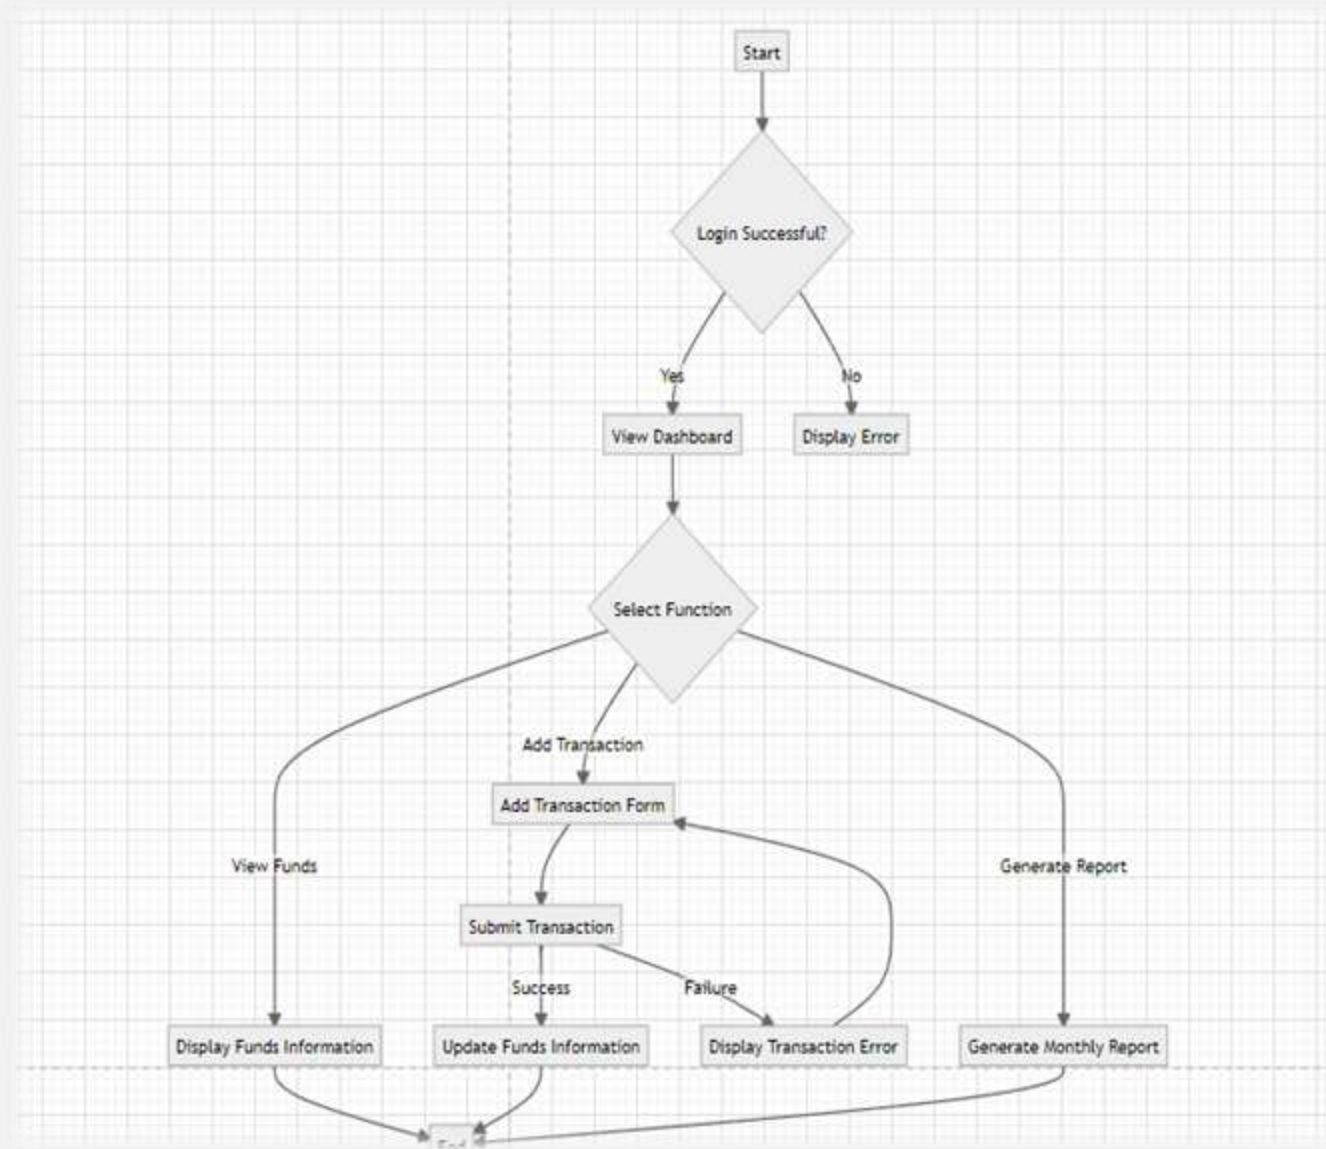 Start
Login Successful?
Yes
No
View Dashboard
Display Error
Select Function
Add Transaction
Add Transaction Form
View Funds
Generate Report
Submit Transaction
Success
Failure
Display Funds Information
Update Funds Information
Display Transaction Error
Generate Monthly Report